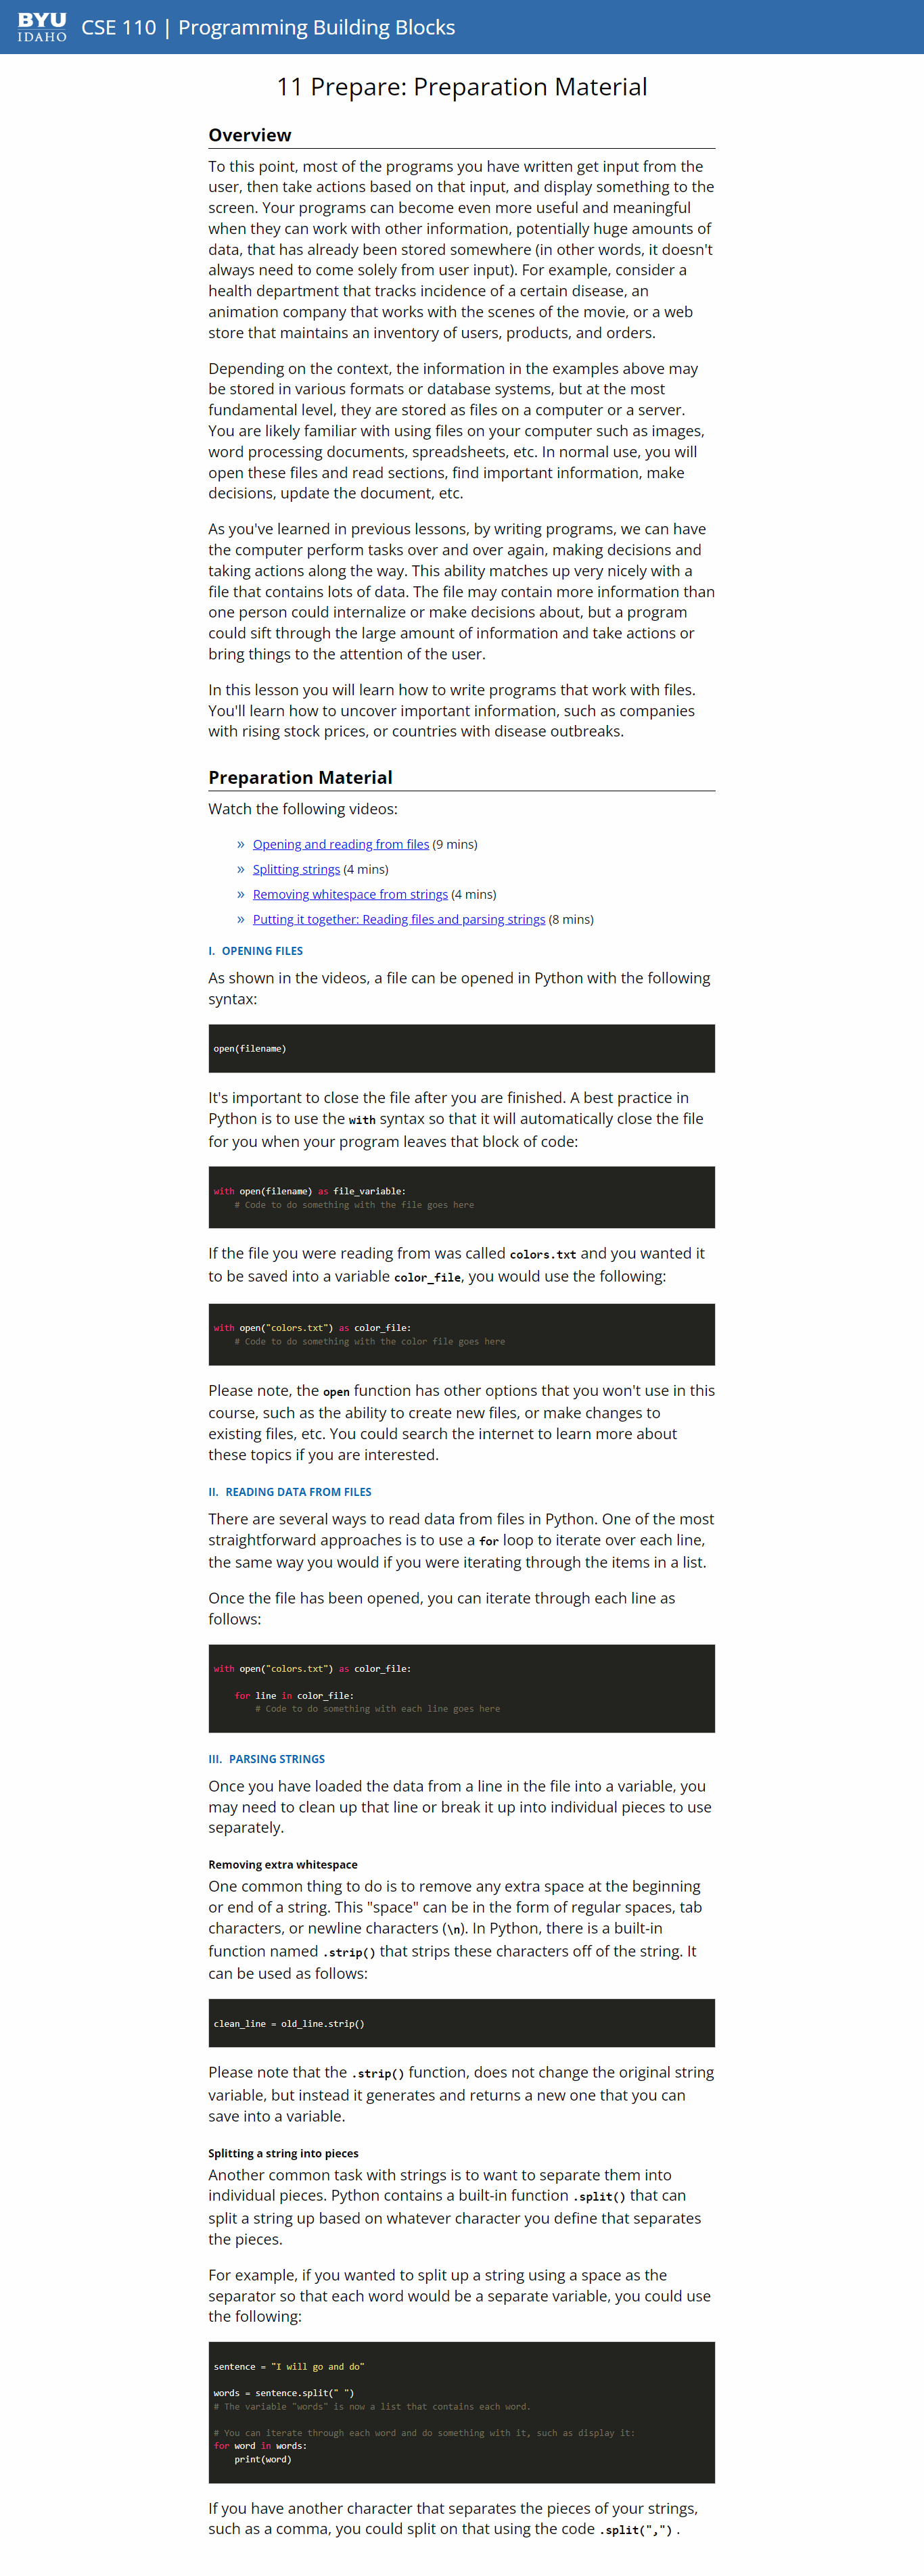 BYU
IDAHO
CSE 110 | Programming Building Blocks
11 Prepare: Preparation Material
Overview
To this point, most of the programs you have written get input from the
user, then take actions based on that input, and display something to the
screen. Your programs can become even more useful and meaningful
when they can work with other information, potentially huge amounts of
data, that has already been stored somewhere (in other words, it doesn't
always need to come solely from user input). For example, consider a
health department that tracks incidence of a certain disease, an
animation company that works with the scenes of the movie, or a web
store that maintains an inventory of users, products, and orders.
Depending on the context, the information in the examples above may
be stored in various formats or database systems, but at the most
fundamental level, they are stored as files on a computer or a server.
You are likely familiar with using files on your computer such as images,
word processing documents, spreadsheets, etc. In normal use, you will
open these files and read sections, find important information, make
decisions, update the document, etc.
As you've learned in previous lessons, by writing programs, we can have
the computer perform tasks over and over again, making decisions and
taking actions along the way. This ability matches up very nicely with a
file that contains lots of data. The file may contain more information than
one person could internalize or make decisions about, but a program
could sift through the large amount of information and take actions or
bring things to the attention of the user.
In this lesson you will learn how to write programs that work with files.
You'll learn how to uncover important information, such as companies
with rising stock prices, or countries with disease outbreaks.
Preparation Material
Watch the following videos:
» Opening and reading from files (9 mins)
» Splitting strings (4 mins)
» Removing whitespace from strings (4 mins)
» Putting it together: Reading files and parsing strings (8 mins)
I. OPENING FILES
As shown in the videos, a file can be opened in Python with the following
syntax:
open(filename)
It's important to close the file after you are finished. A best practice in
Python is to use the with syntax so that it will automatically close the file
for you when your program leaves that block of code:
with open(filename) as file_variable:
    # Code to do something with the file goes here
If the file you were reading from was called colors.txt and you wanted it
to be saved into a variable color_file, you would use the following:
with open("colors.txt") as color_file:
    # Code to do something with the color file goes here
Please note, the open function has other options that you won't use in this
course, such as the ability to create new files, or make changes to
existing files, etc. You could search the internet to learn more about
these topics if you are interested.
II. READING DATA FROM FILES
There are several ways to read data from files in Python. One of the most
straightforward approaches is to use a for loop to iterate over each line,
the same way you would if you were iterating through the items in a list.
Once the file has been opened, you can iterate through each line as
follows:
with open("colors.txt") as color_file:
    for line in color_file:
        # Code to do something with each line goes here
III. PARSING STRINGS
Once you have loaded the data from a line in the file into a variable, you
may need to clean up that line or break it up into individual pieces to use
separately.
Removing extra whitespace
One common thing to do is to remove any extra space at the beginning
or end of a string. This "space" can be in the form of regular spaces, tab
characters, or newline characters (\n). In Python, there is a built-in
function named .strip() that strips these characters off of the string. It
can be used as follows:
clean_line = old_line.strip()
Please note that the .strip() function, does not change the original string
variable, but instead it generates and returns a new one that you can
save into a variable.
Splitting a string into pieces
Another common task with strings is to want to separate them into
individual pieces. Python contains a built-in function .split() that can
split a string up based on whatever character you define that separates
the pieces.
For example, if you wanted to split up a string using a space as the
separator so that each word would be a separate variable, you could use
the following:
sentence = "I will go and do"
words = sentence.split(" ")
# The variable "words" is now a list that contains each word.
# You can iterate through each word and do something with it, such as display it:
for word in words:
    print(word)
If you have another character that separates the pieces of your strings,
such as a comma, you could split on that using the code .split(",") .